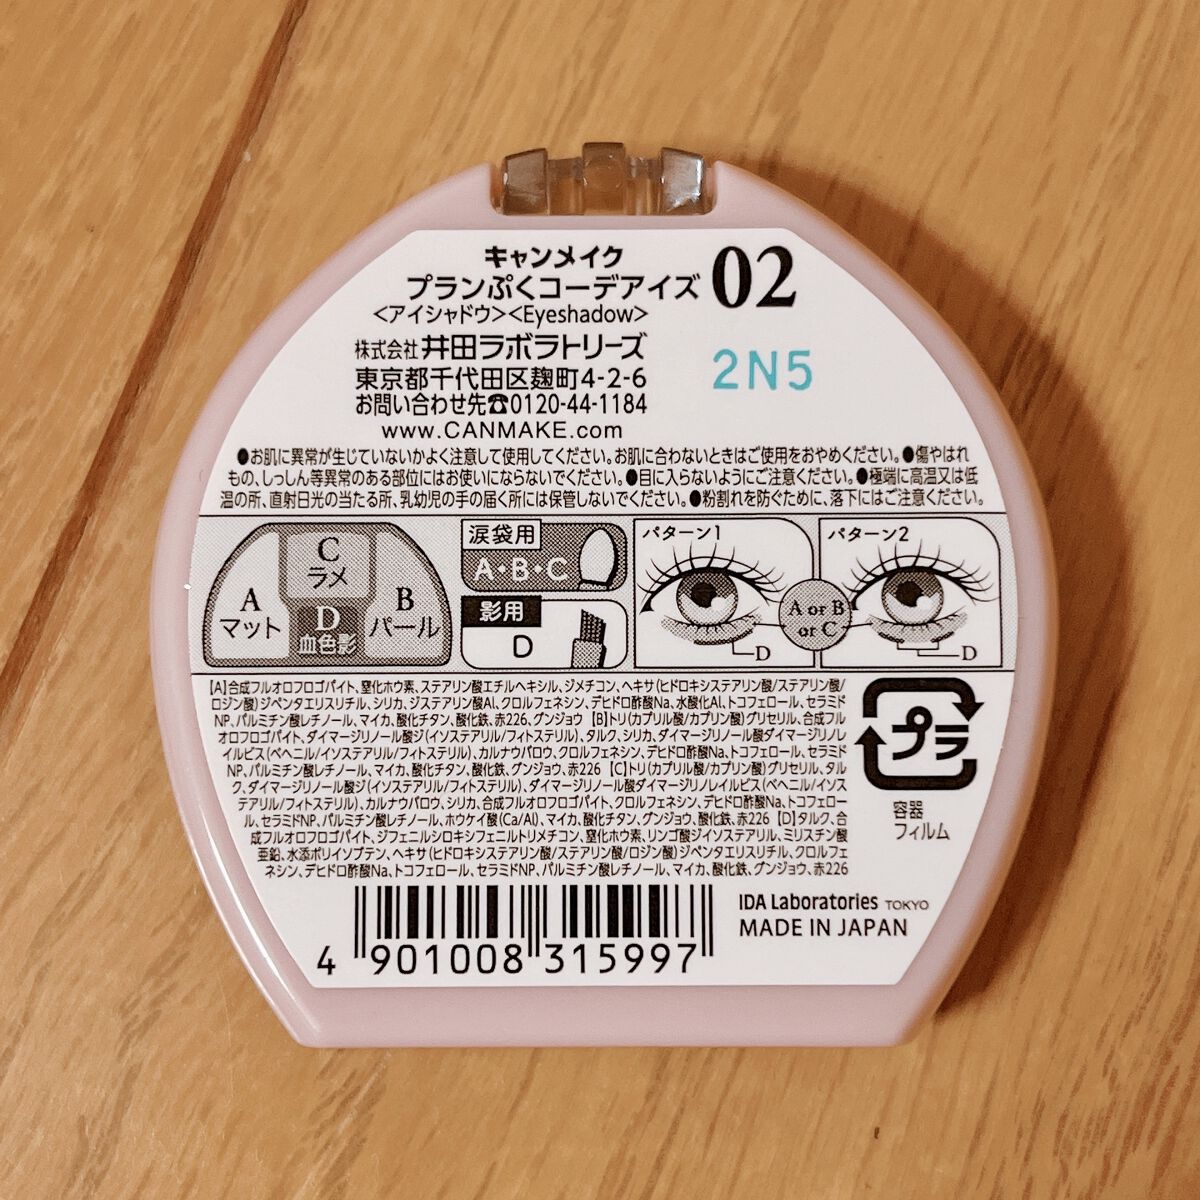 キャンメイク
プランぷくコーデアイズ 02
<アイシャドウ><Eyeshadow>
株式会社 井田ラボラトリーズ
2N5
東京都千代田区麹町4-2-6
お問い合わせ先☎0120-44-1184
www.CANMAKE.com
●お肌に異常が生じていないかよく注意して使用してください。お肌に合わないときはご使用をおやめください。●傷やはれ
もの、しっしん等異常のある部位にはお使いにならないでください。●目に入らないようにご注意ください。●極端に高温又は低
温の所、直射日光の当たる所、乳幼児の手の届く所には保管しないでください。●粉割れを防ぐために、落下にはご注意ください。
A
マット
C
ラメ
D
血色影
B
パール
涙袋用
A・B・C
影用
D
パターン1
D
A or B
or C
パターン2
D
【A】合成フルオロフロゴパイト、窒化ホウ素、ステアリン酸エチルヘキシル、ジメチコン、ヘキサ(ヒドロキシステアリン酸/ステアリン酸/
ロジン酸)ジペンタエリスリチル、シリカ、ジステアリン酸Al、クロルフェネシン、デヒドロ酢酸Na、水酸化Al、トコフェロール、セラミド
NP、パルミチン酸レチノール、マイカ、酸化チタン、酸化鉄、赤226、グンジョウ 【B】トリ(カプリル酸/カプリン酸)グリセリル、合成フル
オロフロゴパイト、ダイマージリノール酸ジ(イソステアリル/フィトステリル)、タルク、シリカ、ダイマージリノール酸ダイマージリノ
レイルビス(ベヘニル/イソステアリル/フィトステリル)、カルナウバロウ、クロルフェネシン、デヒドロ酢酸Na、トコフェロール、セラミド
NP、パルミチン酸レチノール、マイカ、酸化チタン、酸化鉄、グンジョウ、赤226 【C】トリ(カプリル酸/カプリン酸)グリセリル、タル
ク、ダイマージリノール酸ジ(イソステアリル/フィトステリル)、ダイマージリノール酸ダイマージリノレイルビス(ベヘニル/イソス
テアリル/フィトステリル)、カルナウバロウ、シリカ、合成フルオロフロゴパイト、クロルフェネシン、デヒドロ酢酸Na、トコフェロー
ル、セラミドNP、パルミチン酸レチノール、ホウケイ酸(Ca/Al)、マイカ、酸化チタン、グンジョウ、酸化鉄、赤226 【D】タルク、合
成フルオロフロゴパイト、ジフェニルシロキシフェニルトリメチコン、窒化ホウ素、リンゴ酸ジイソステアリル、ミリスチン酸
亜鉛、水添ポリイソブテン、ヘキサ(ヒドロキシステアリン酸/ステアリン酸/ロジン酸)ジペンタエリスリチル、クロルフェ
ネシン、デヒドロ酢酸Na、トコフェロール、セラミドNP、パルミチン酸レチノール、マイカ、酸化鉄、グンジョウ、赤226
プラ
容器
フィルム
IDA Laboratories TOKYO
MADE IN JAPAN
4 901008 315997